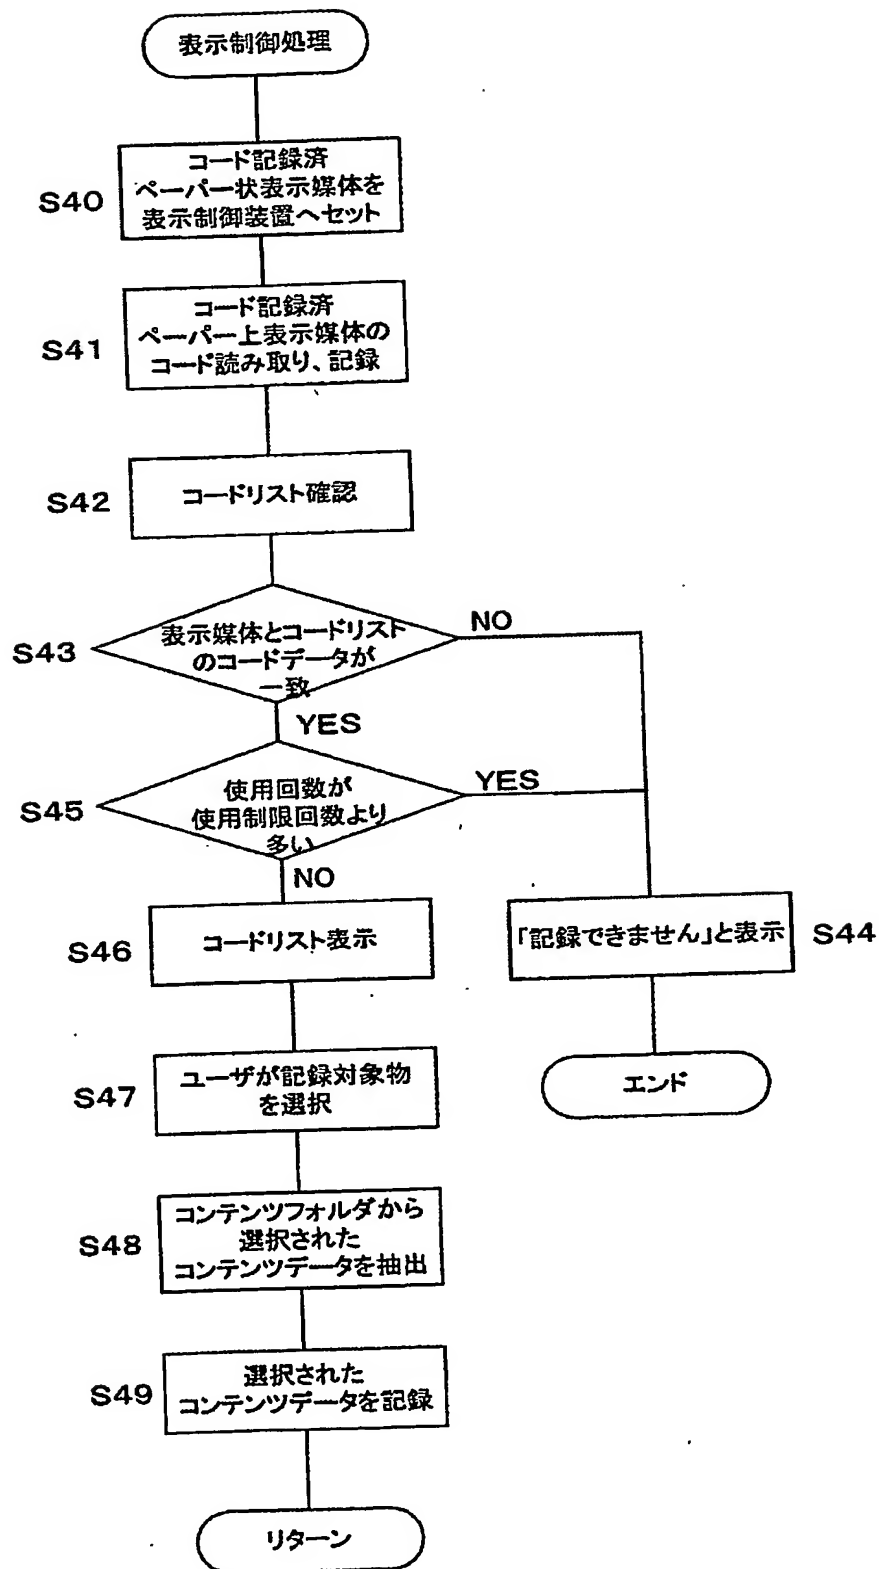 表示制御処理
S40
コード記録済
ペーパー状表示媒体を
表示制御装置へセット
S41
コード記録済
ペーパー上表示媒体の
コード読み取り、記録
S42
コードリスト確認
S43
表示媒体とコードリスト
のコードデータが
一致
NO
YES
S45
使用回数が
使用制限回数より
多い
YES
NO
S46
コードリスト表示
「記録できません」と表示
S44
エンド
S47
ユーザが記録対象物
を選択
S48
コンテンツフォルダから
選択された
コンテンツデータを抽出
S49
選択された
コンテンツデータを記録
リターン